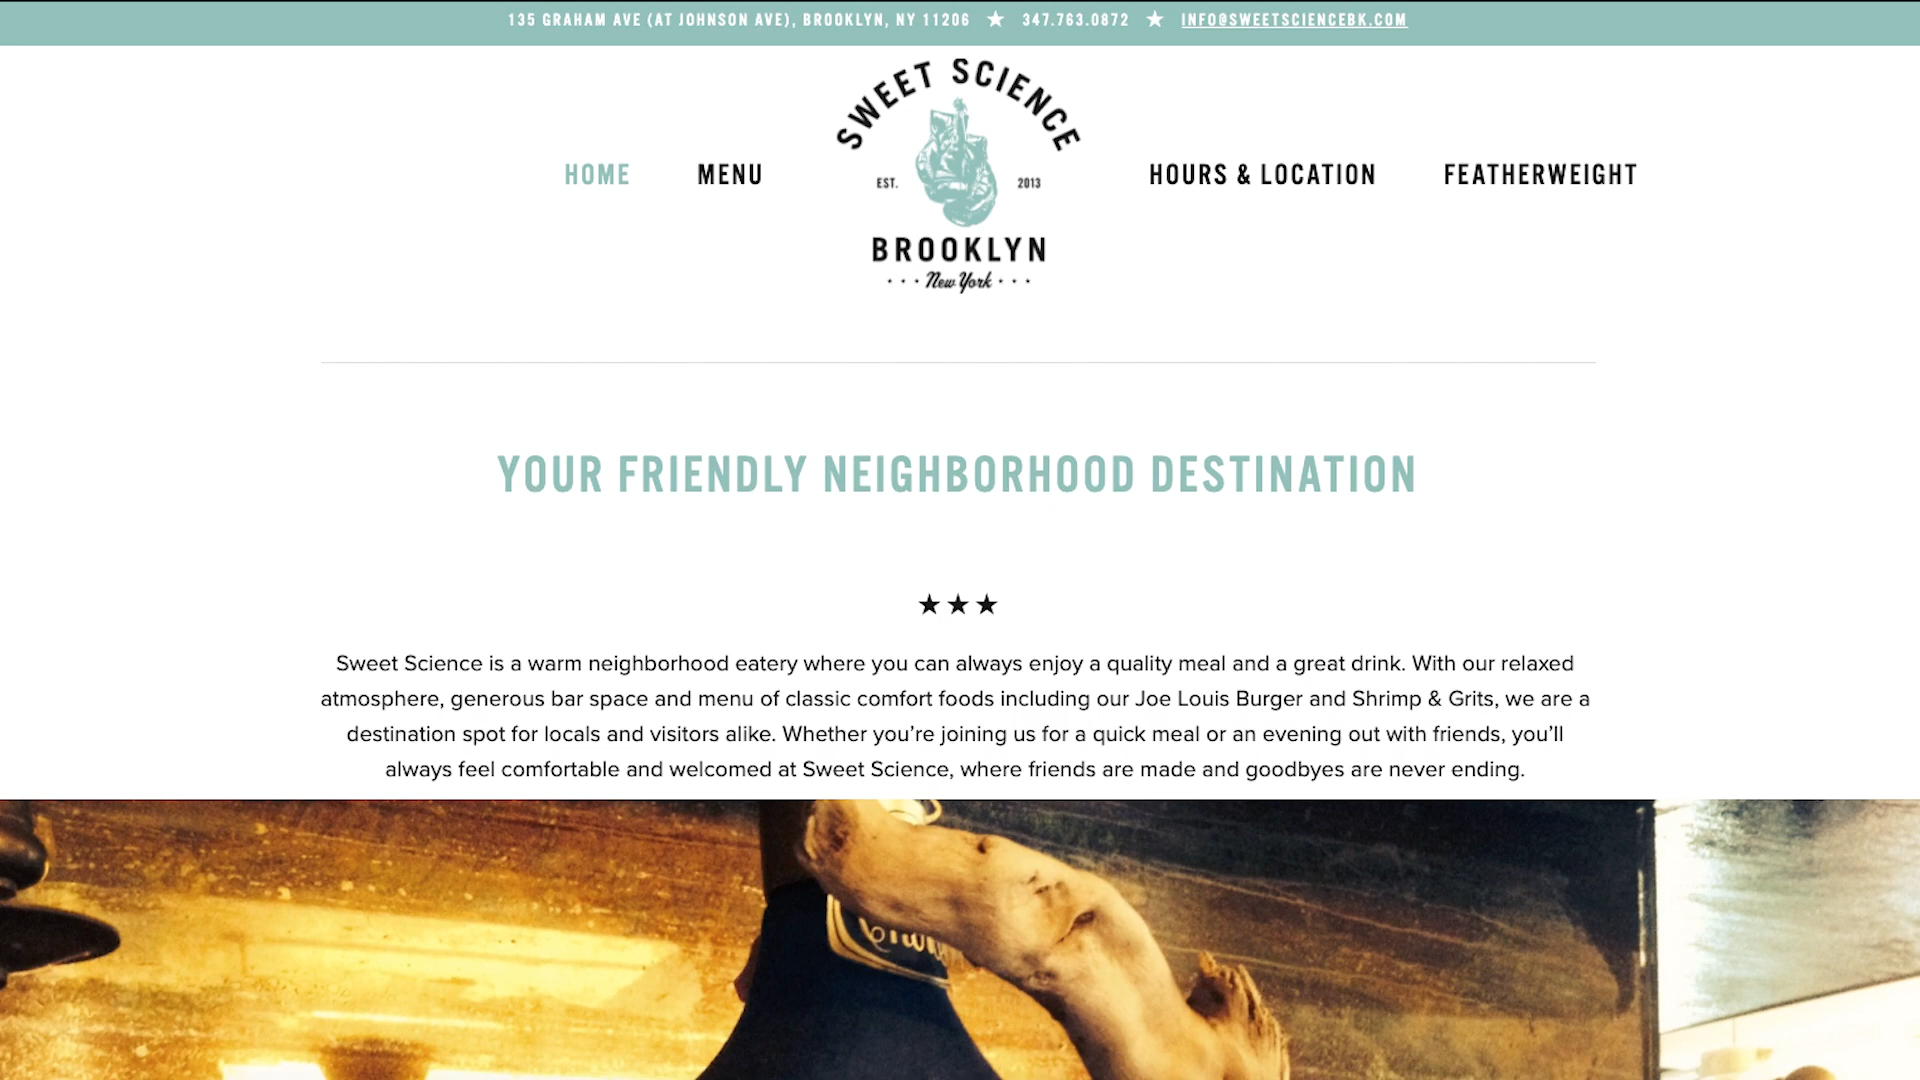 135 GRAHAM AVE (AT JOHNSON AVE), BROOKLYN, NY 11206 ★ 347.763.0872 ★ INFO@SWEETSCIENCEBK.COM
SWEET SCIENCE
HOME MENU HOURS & LOCATION FEATHERWEIGHT
EST. 2013
BROOKLYN
New York
YOUR FRIENDLY NEIGHBORHOOD DESTINATION
★★★
Sweet Science is a warm neighborhood eatery where you can always enjoy a quality meal and a great drink. With our relaxed
atmosphere, generous bar space and menu of classic comfort foods including our Joe Louis Burger and Shrimp & Grits, we are a
destination spot for locals and visitors alike. Whether you’re joining us for a quick meal or an evening out with friends, you’ll
always feel comfortable and welcomed at Sweet Science, where friends are made and goodbyes are never ending.